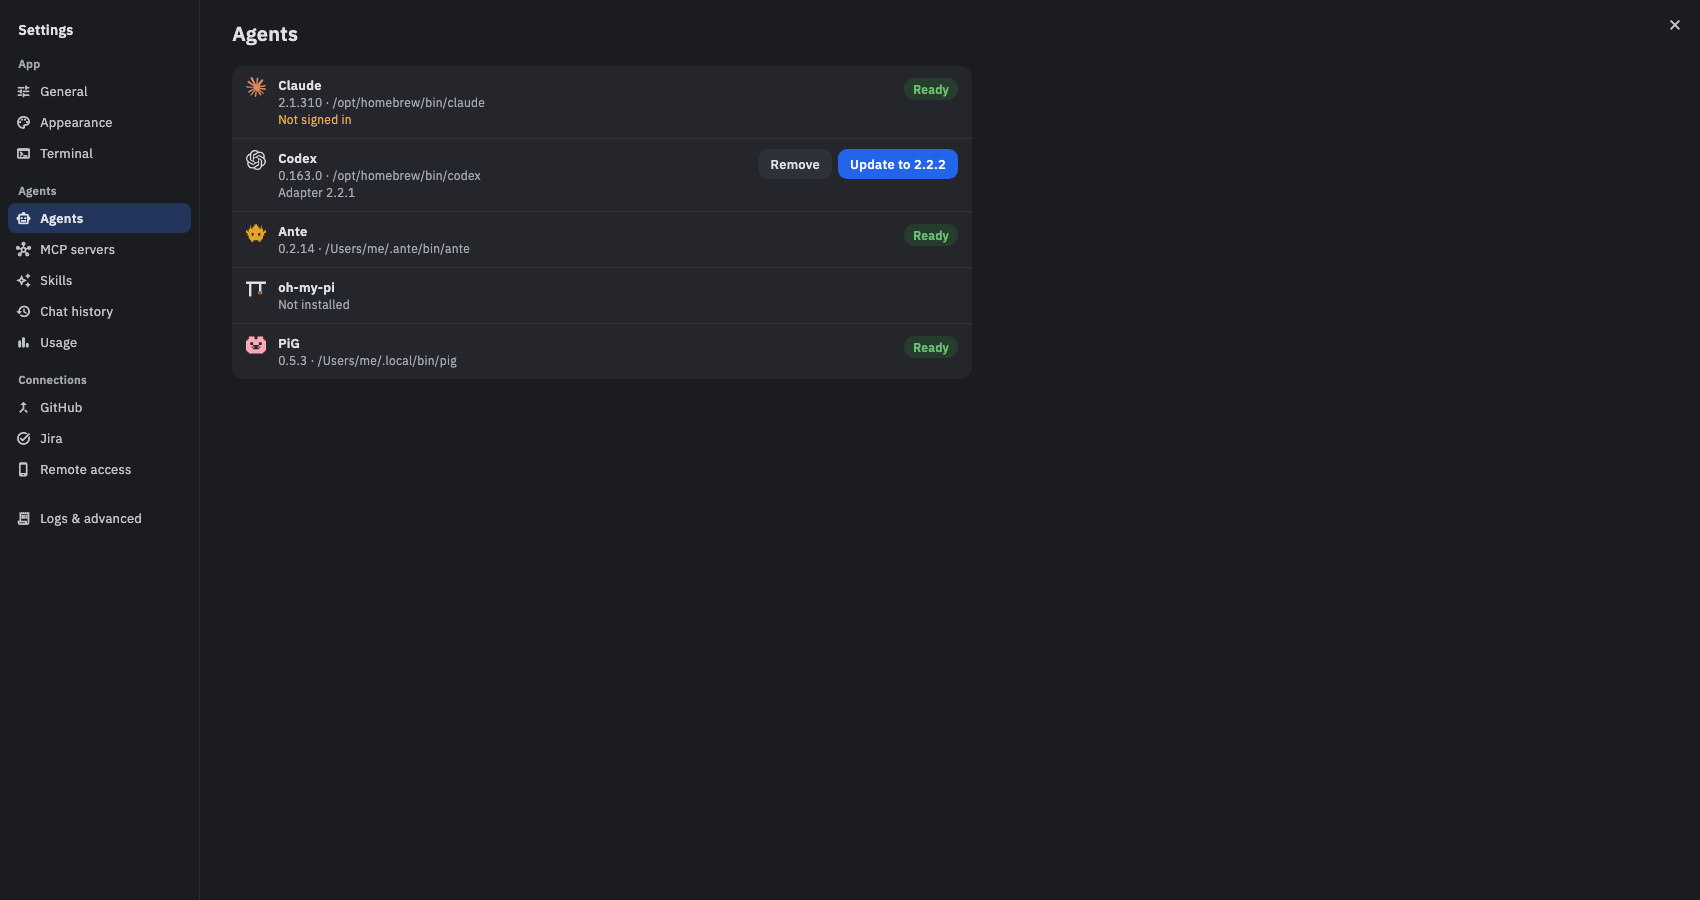 Settings
App
General
Appearance
Terminal
Agents
Agents
MCP servers
Skills
Chat history
Usage
Connections
GitHub
Jira
Remote access
Logs & advanced
Agents
Claude
2.1.310 · /opt/homebrew/bin/claude
Not signed in
Ready
Codex
0.163.0 · /opt/homebrew/bin/codex
Adapter 2.2.1
Remove
Update to 2.2.2
Ante
0.2.14 · /Users/me/.ante/bin/ante
Ready
oh-my-pi
Not installed
PiG
0.5.3 · /Users/me/.local/bin/pig
Ready